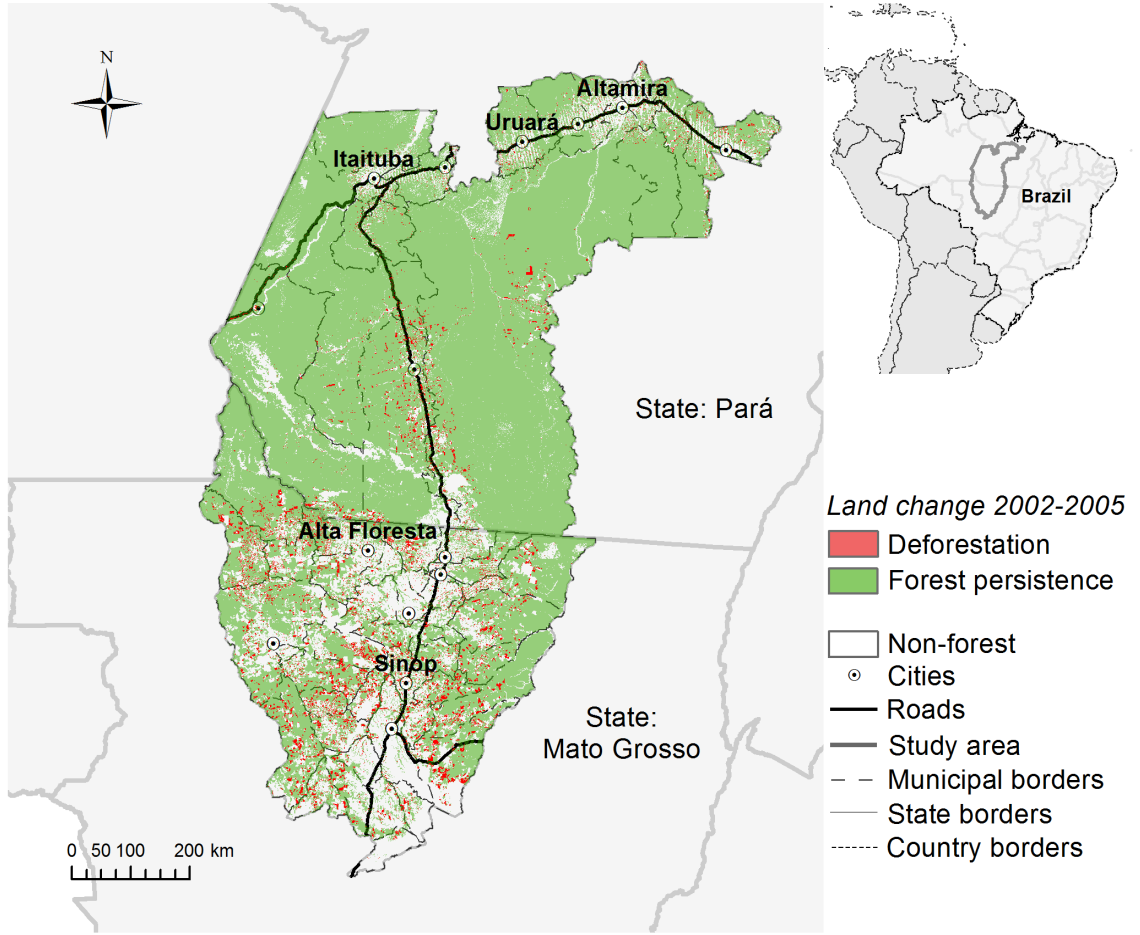 N
Altamira
Uruará
Itaituba
Brazil
State: Pará
Alta Floresta
Sinop
State:
Mato Grosso
0 50 100 200 km
Land change 2002-2005
Deforestation
Forest persistence
Non-forest
Cities
Roads
Study area
Municipal borders
State borders
Country borders